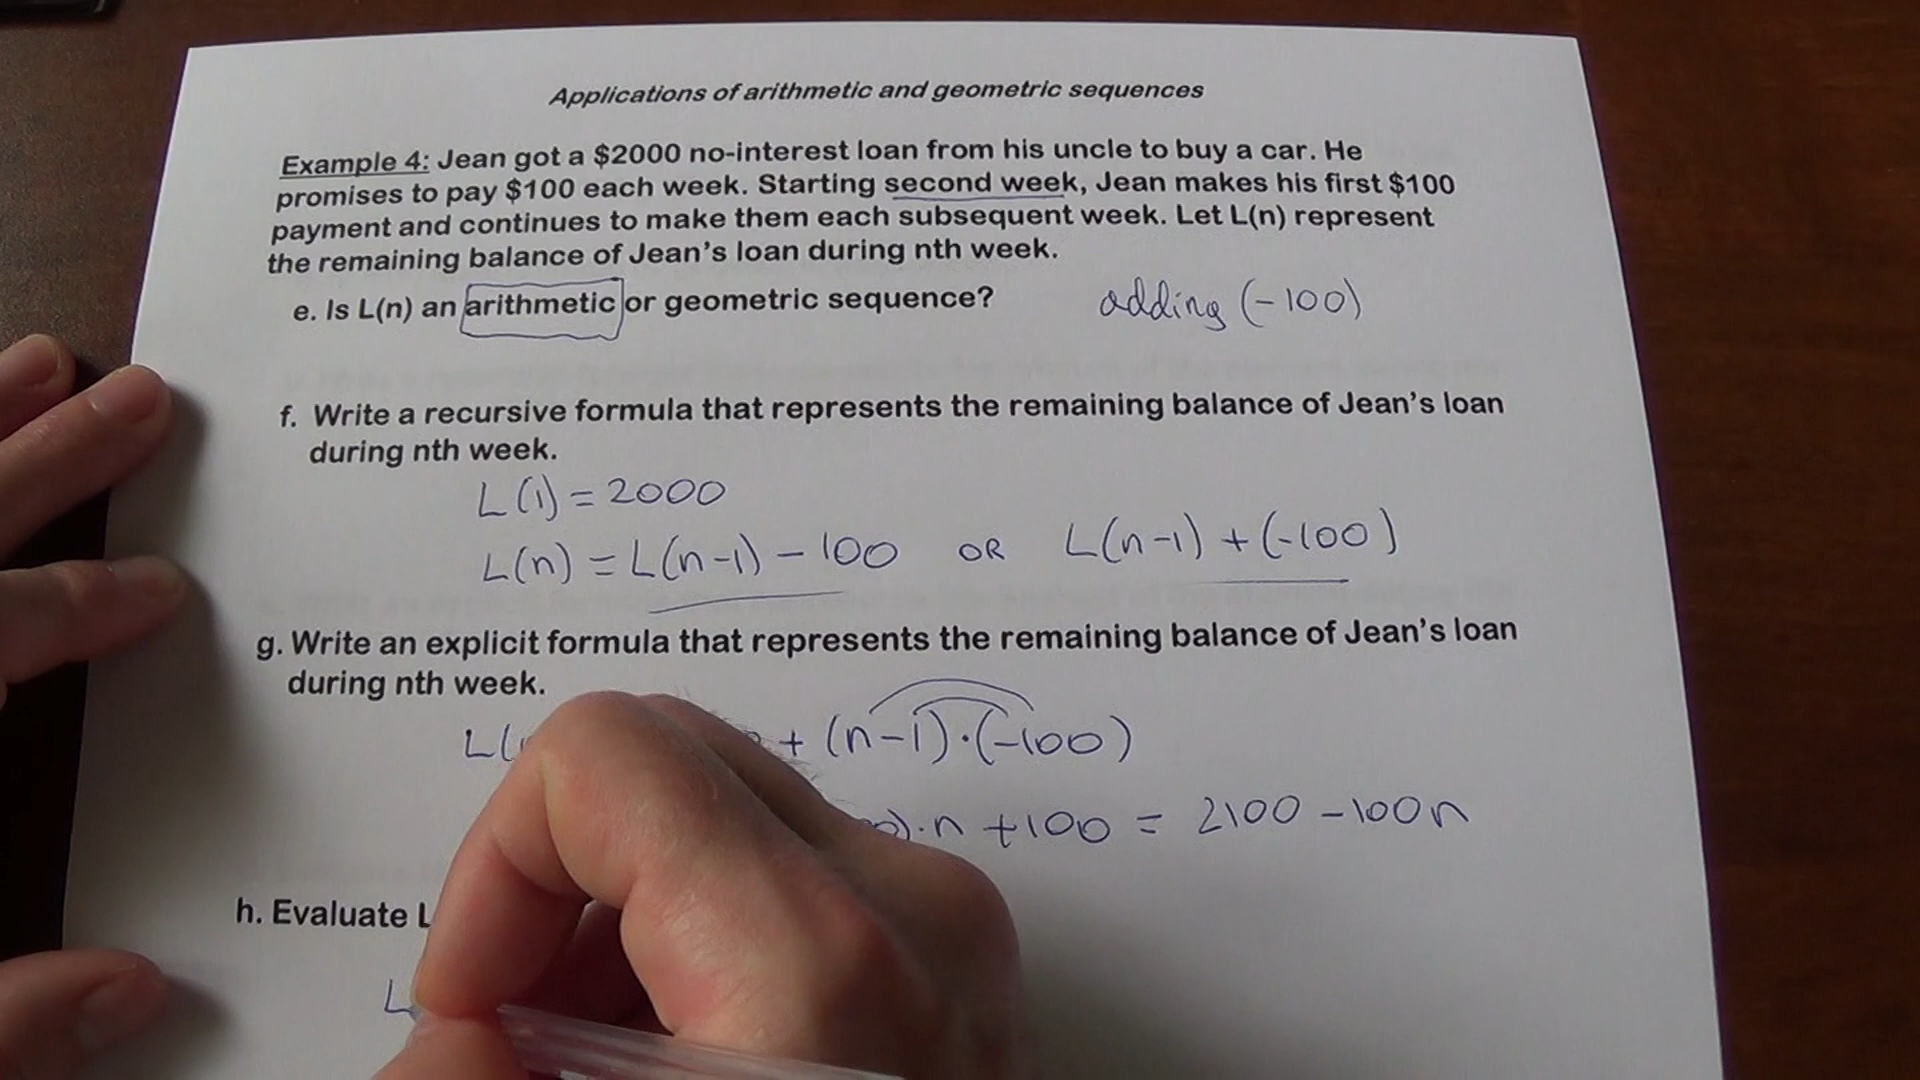 Applications of arithmetic and geometric sequences
Example 4: Jean got a $2000 no-interest loan from his uncle to buy a car. He
promises to pay $100 each week. Starting second week, Jean makes his first $100
payment and continues to make them each subsequent week. Let L(n) represent
the remaining balance of Jean's loan during nth week.
e. Is L(n) an arithmetic or geometric sequence? adding (-100)
f. Write a recursive formula that represents the remaining balance of Jean's loan
during nth week.
L(1) = 2000
L(n) = L(n-1) - 100 OR L(n-1) + (-100)
g. Write an explicit formula that represents the remaining balance of Jean's loan
during nth week.
L( + (n-1)·(-100)
)·n +100 = 2100 -100n
h. Evaluate L
L